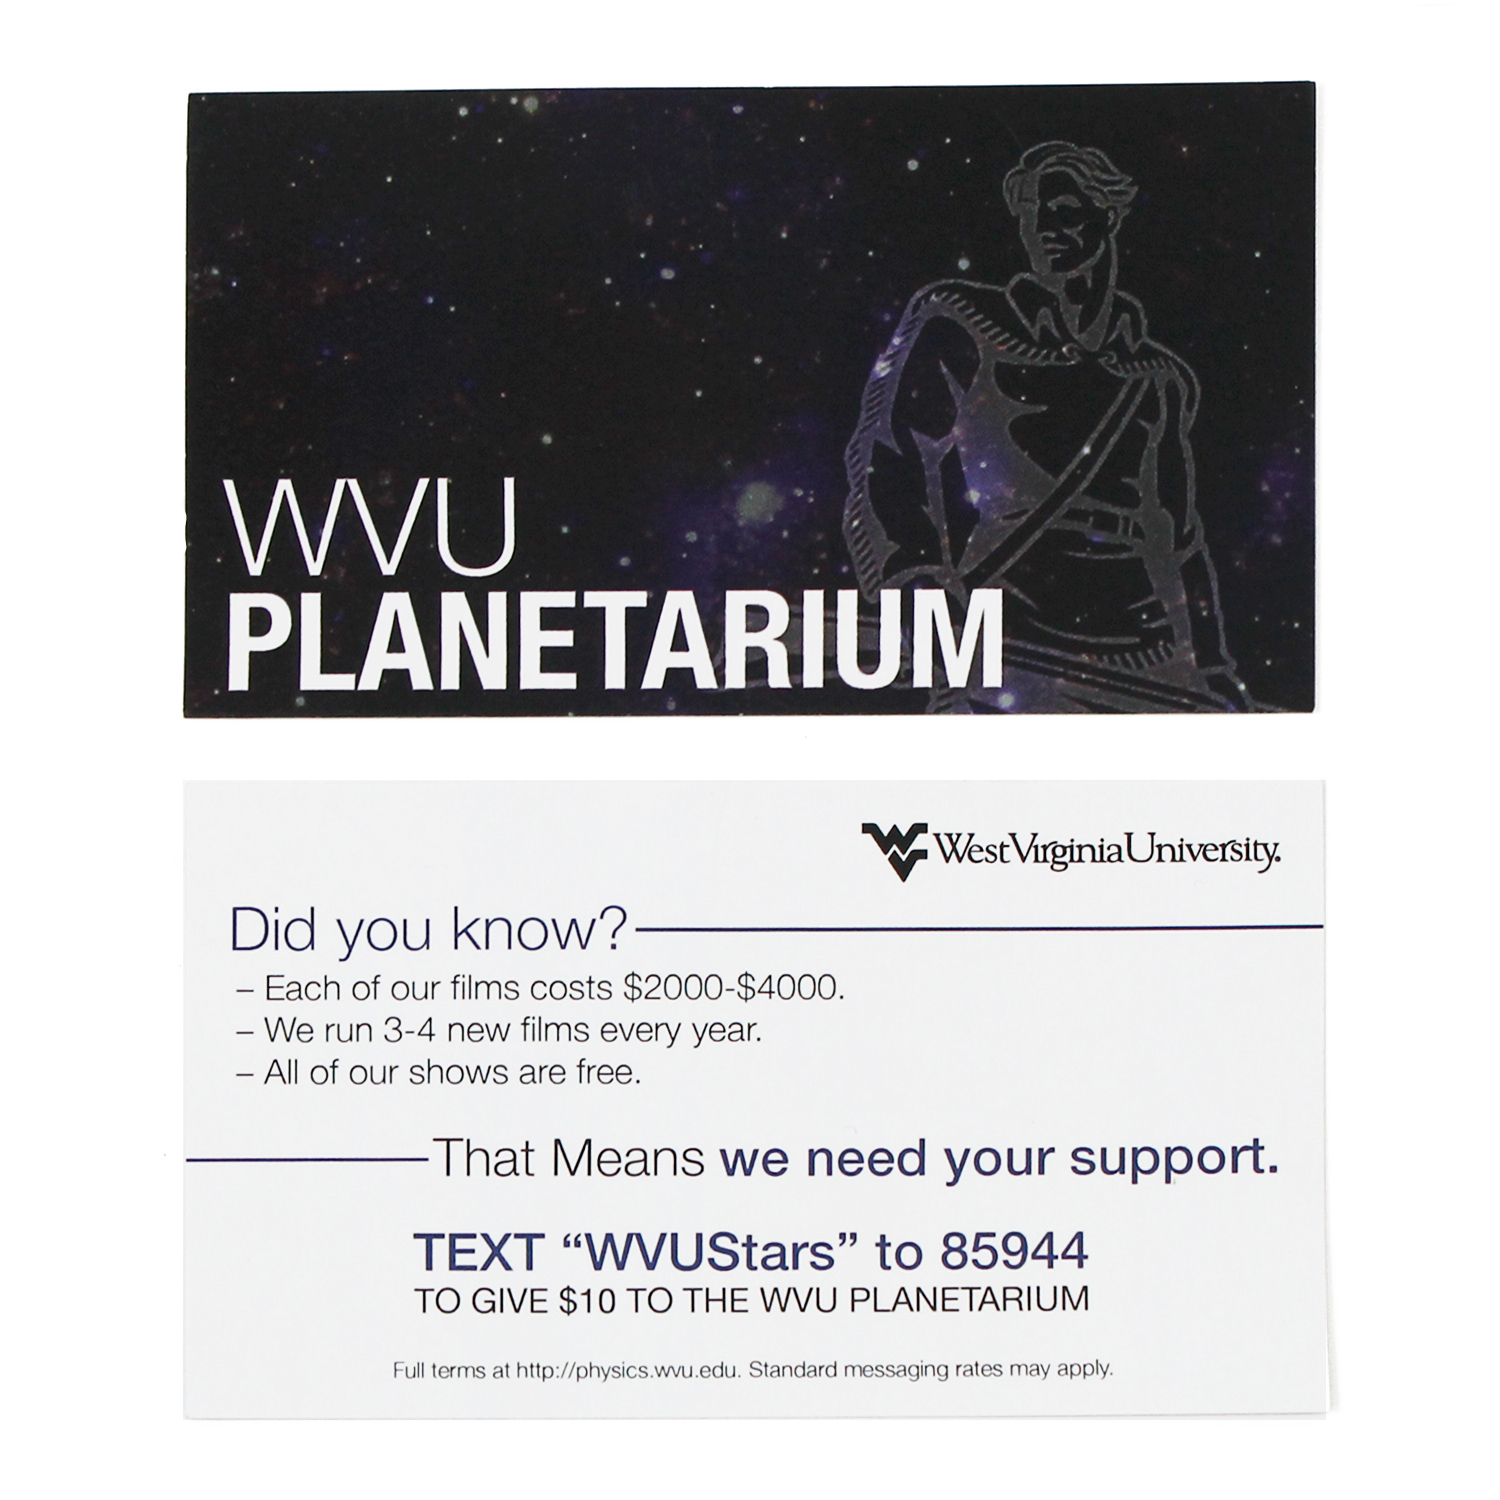 WVU
PLANETARIUM
WestVirginiaUniversity.
Did you know?
– Each of our films costs $2000-$4000.
– We run 3-4 new films every year.
– All of our shows are free.
That Means we need your support.
TEXT “WVUStars” to 85944
TO GIVE $10 TO THE WVU PLANETARIUM
Full terms at http://physics.wvu.edu. Standard messaging rates may apply.